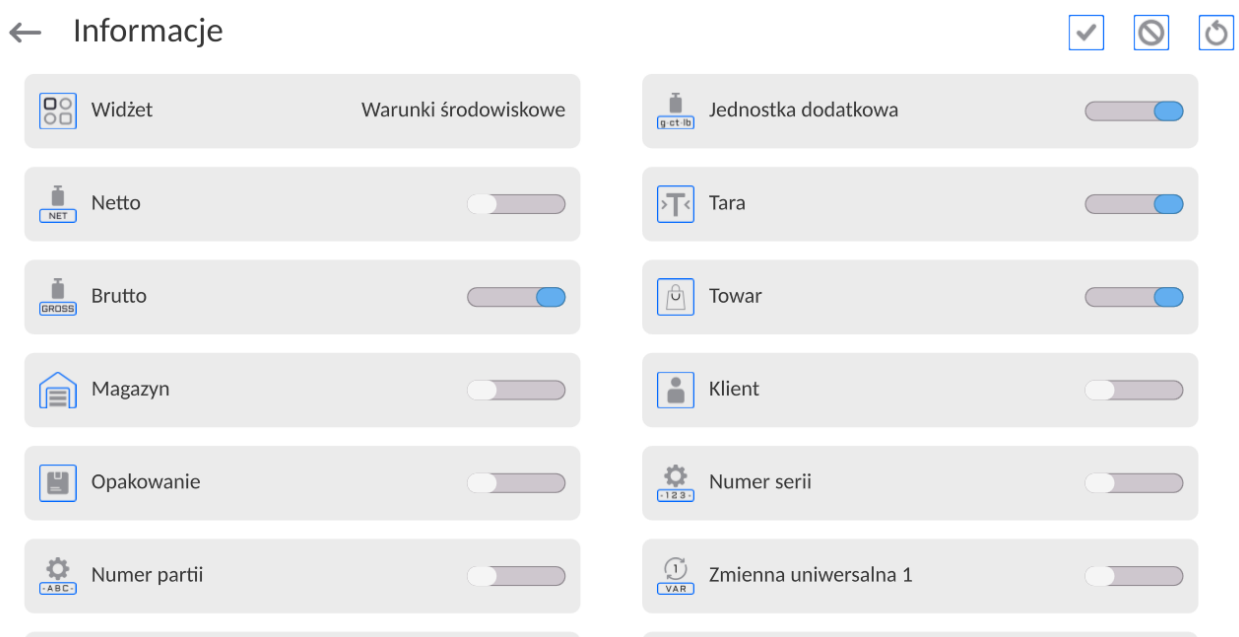 Informacje
Widżet Warunki środowiskowe
g·ct·lb Jednostka dodatkowa
NET Netto
>T< Tara
GROSS Brutto
Towar
Magazyn
Klient
Opakowanie
-123- Numer serii
-ABC- Numer partii
1 VAR Zmienna uniwersalna 1